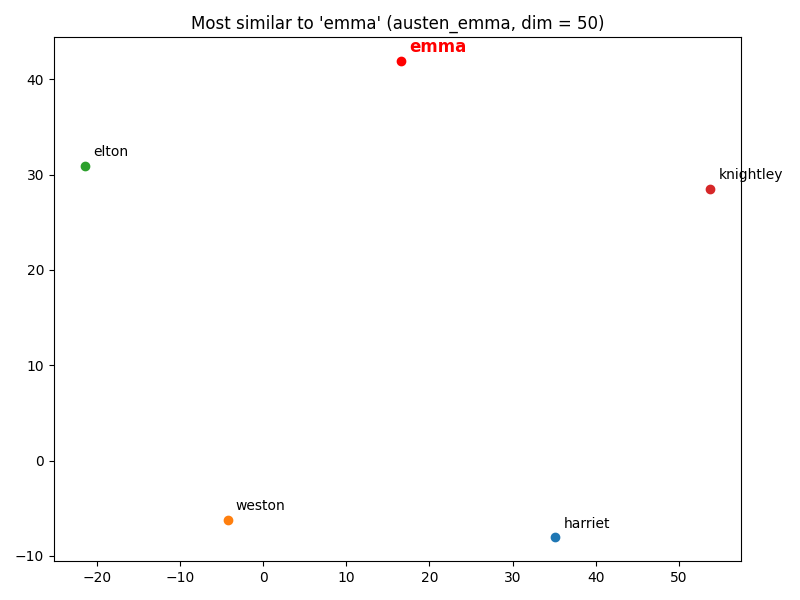 Most similar to 'emma' (austen_emma, dim = 50)
emma
40
elton
30
knightley
20
10
0
weston
harriet
−10
−20 −10 0 10 20 30 40 50